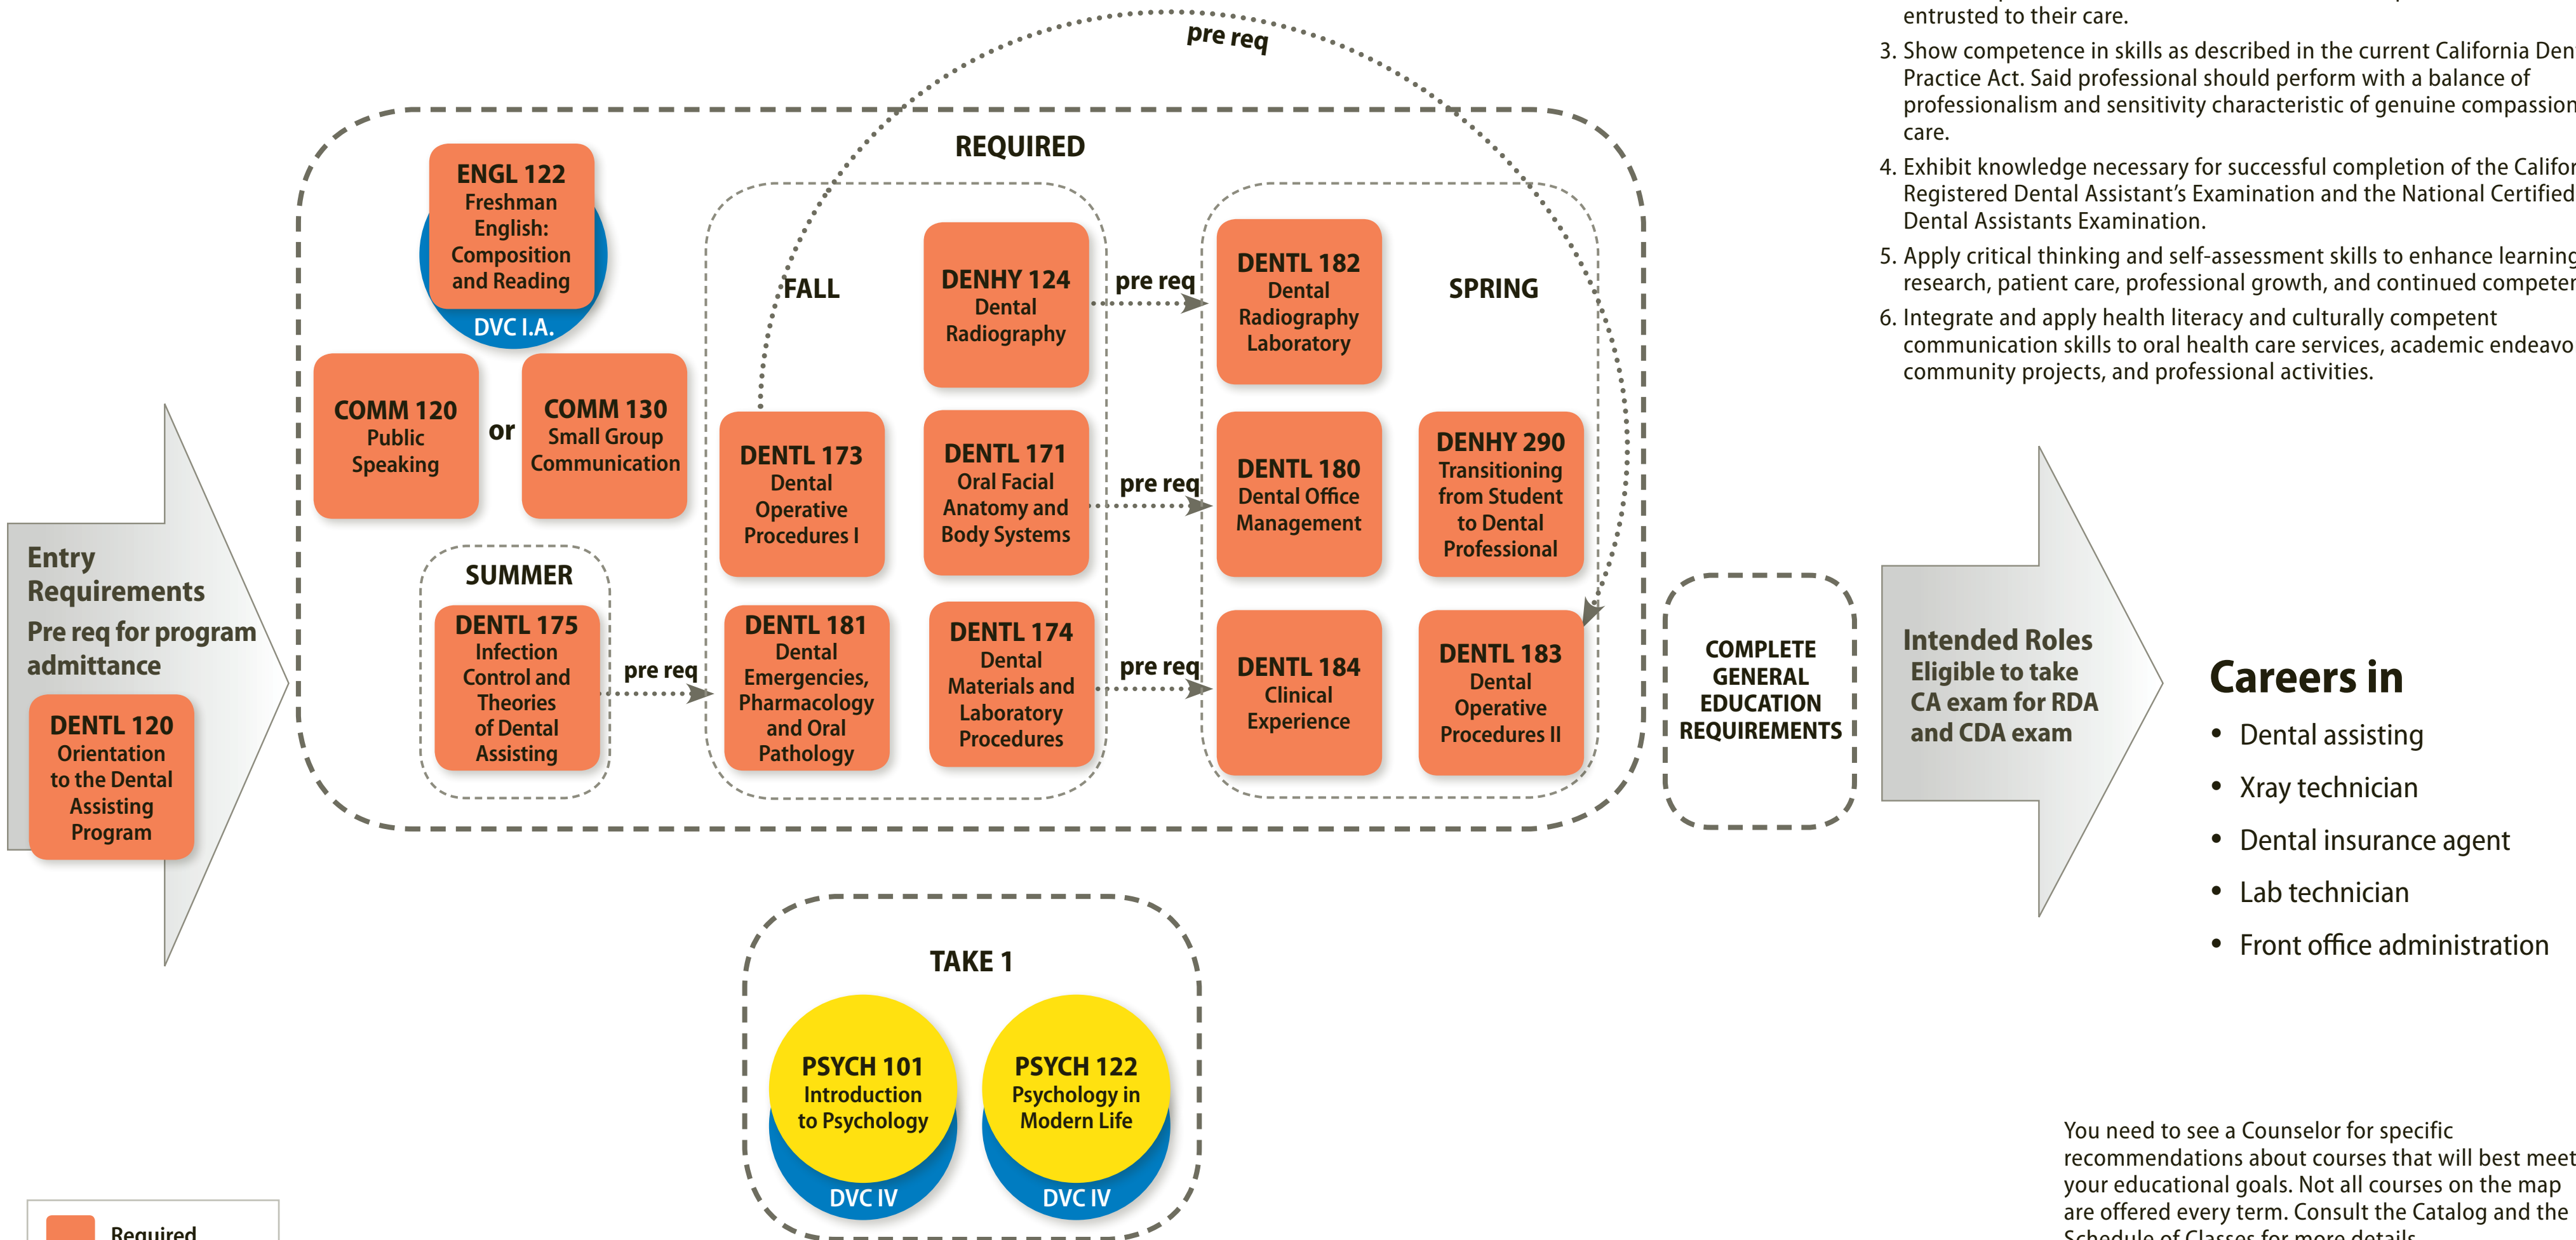 entrusted to their care.
3. Show competence in skills as described in the current California Den
Practice Act. Said professional should perform with a balance of
professionalism and sensitivity characteristic of genuine compassion
care.
4. Exhibit knowledge necessary for successful completion of the Califor
Registered Dental Assistant’s Examination and the National Certified
Dental Assistants Examination.
5. Apply critical thinking and self-assessment skills to enhance learning
research, patient care, professional growth, and continued competen
6. Integrate and apply health literacy and culturally competent
communication skills to oral health care services, academic endeavo
community projects, and professional activities.
pre req
REQUIRED
ENGL 122
Freshman
English:
Composition
and Reading
DVC I.A.
COMM 120
Public
Speaking
or
COMM 130
Small Group
Communication
SUMMER
DENTL 175
Infection
Control and
Theories
of Dental
Assisting
pre req
FALL
DENHY 124
Dental
Radiography
DENTL 173
Dental
Operative
Procedures I
DENTL 171
Oral Facial
Anatomy and
Body Systems
DENTL 181
Dental
Emergencies,
Pharmacology
and Oral
Pathology
DENTL 174
Dental
Materials and
Laboratory
Procedures
pre req
pre req
pre req
SPRING
DENTL 182
Dental
Radiography
Laboratory
DENTL 180
Dental Office
Management
DENHY 290
Transitioning
from Student
to Dental
Professional
DENTL 184
Clinical
Experience
DENTL 183
Dental
Operative
Procedures II
Entry
Requirements
Pre req for program
admittance
DENTL 120
Orientation
to the Dental
Assisting
Program
COMPLETE
GENERAL
EDUCATION
REQUIREMENTS
Intended Roles
Eligible to take
CA exam for RDA
and CDA exam
Careers in
• Dental assisting
• Xray technician
• Dental insurance agent
• Lab technician
• Front office administration
TAKE 1
PSYCH 101
Introduction
to Psychology
DVC IV
PSYCH 122
Psychology in
Modern Life
DVC IV
Required
You need to see a Counselor for specific
recommendations about courses that will best meet
your educational goals. Not all courses on the map
are offered every term. Consult the Catalog and the
Schedule of Classes for more details